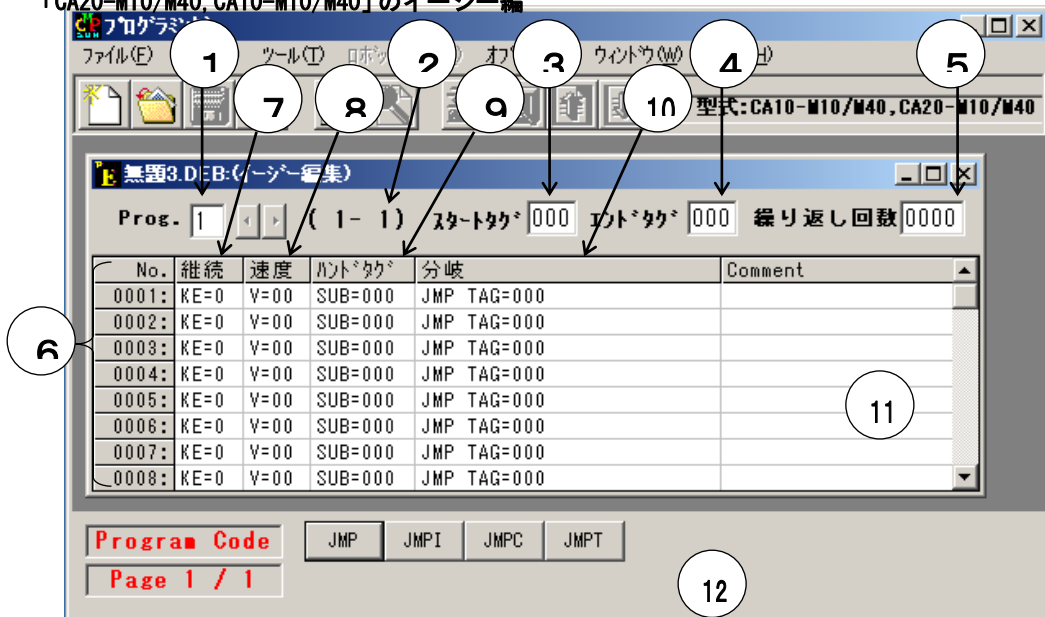 「CA20-M10/M40,CA10-M10/M40」のイージー編
ﾌﾟﾛｸﾞﾗﾐ
ﾌｧｲﾙ(F) ﾂｰﾙ(T) ｳｨﾝﾄﾞｳ(W)
1 2 3 4 5
7 8 9 10
型式:CA10-M10/M40,CA20-M10/M40
無題3.DEB:(ｲｰｼﾞｰ編集)
Prog. 1 ( 1- 1) ｽﾀｰﾄﾀｸﾞ 000 ｴﾝﾄﾞﾀｸﾞ 000 繰り返し回数 0000
No. 継続 速度 ﾊﾝﾄﾞﾀｸﾞ 分岐 Comment
0001: KE=0 V=00 SUB=000 JMP TAG=000
0002: KE=0 V=00 SUB=000 JMP TAG=000
0003: KE=0 V=00 SUB=000 JMP TAG=000
0004: KE=0 V=00 SUB=000 JMP TAG=000
0005: KE=0 V=00 SUB=000 JMP TAG=000
0006: KE=0 V=00 SUB=000 JMP TAG=000
0007: KE=0 V=00 SUB=000 JMP TAG=000
0008: KE=0 V=00 SUB=000 JMP TAG=000
6
11
Program Code JMP JMPI JMPC JMPT
Page 1 / 1
12